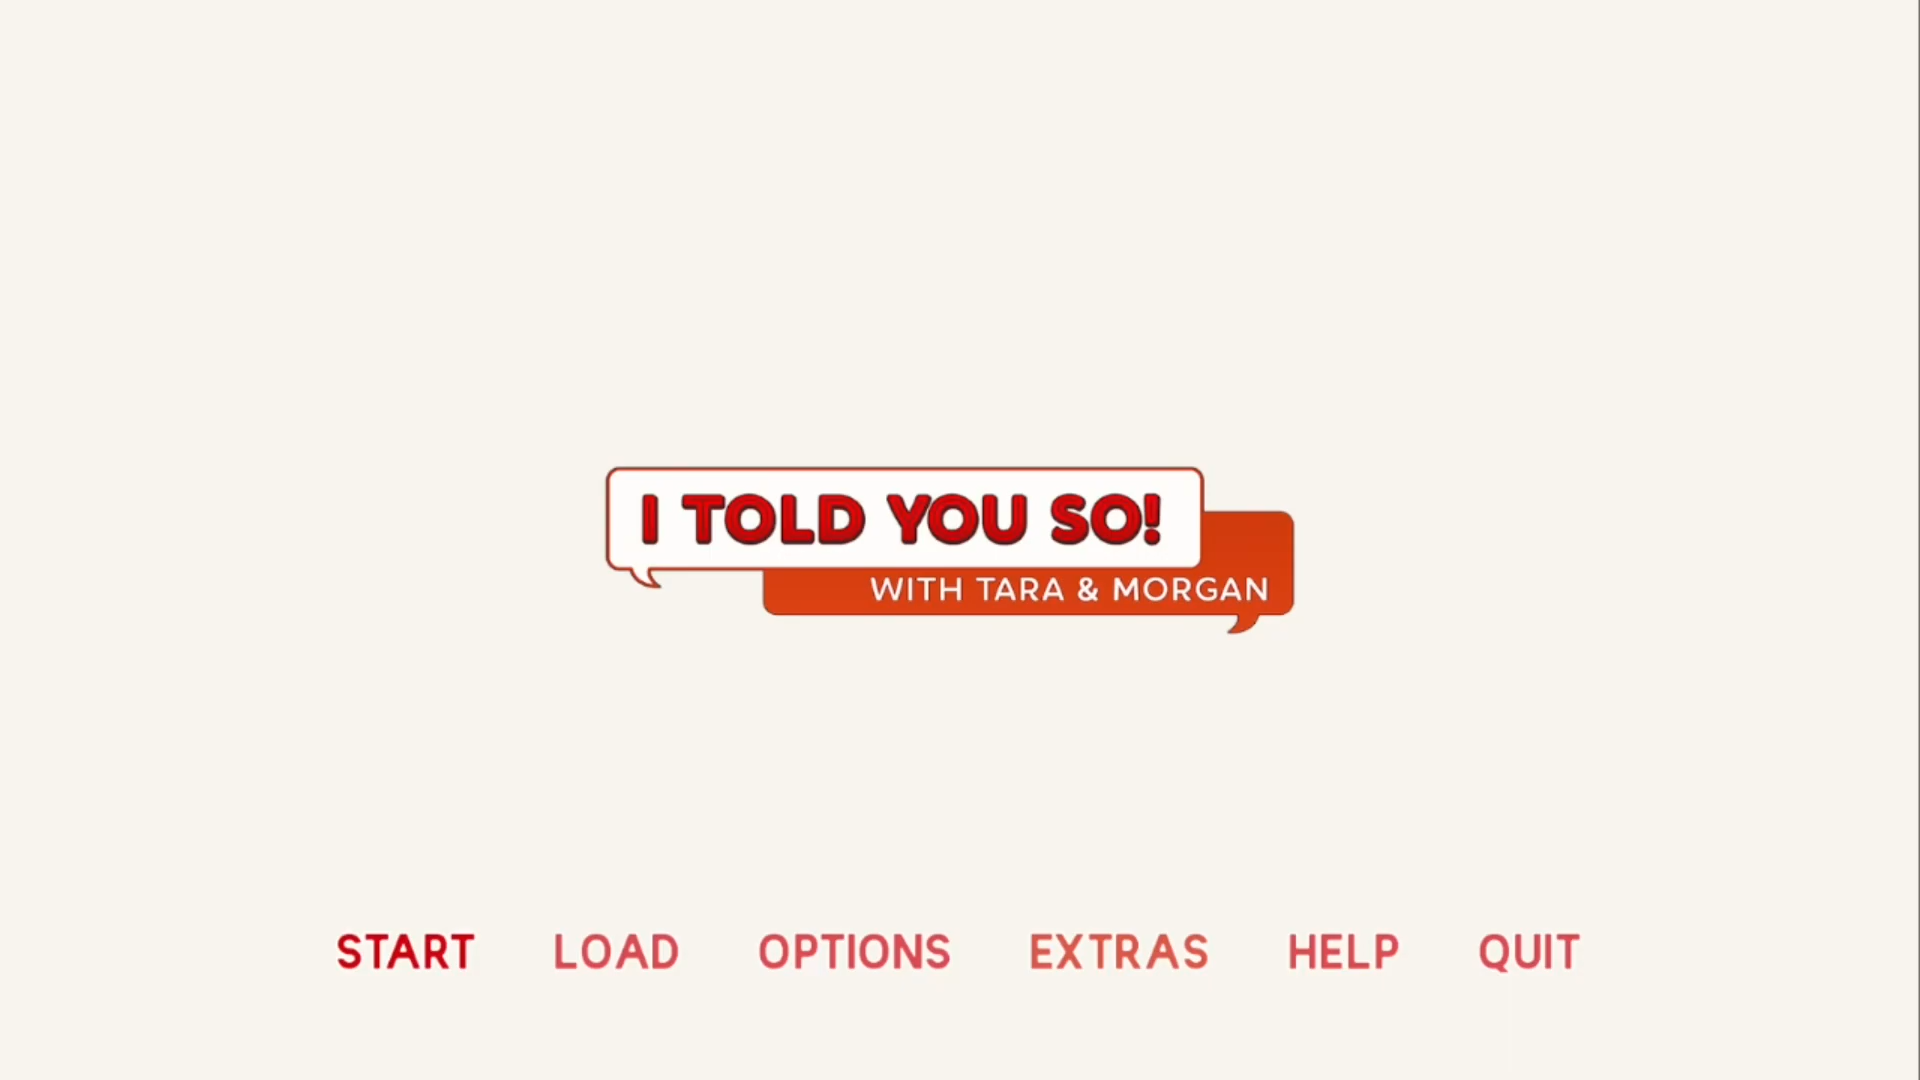 I TOLD YOU SO!
WITH TARA & MORGAN
START LOAD OPTIONS EXTRAS HELP QUIT